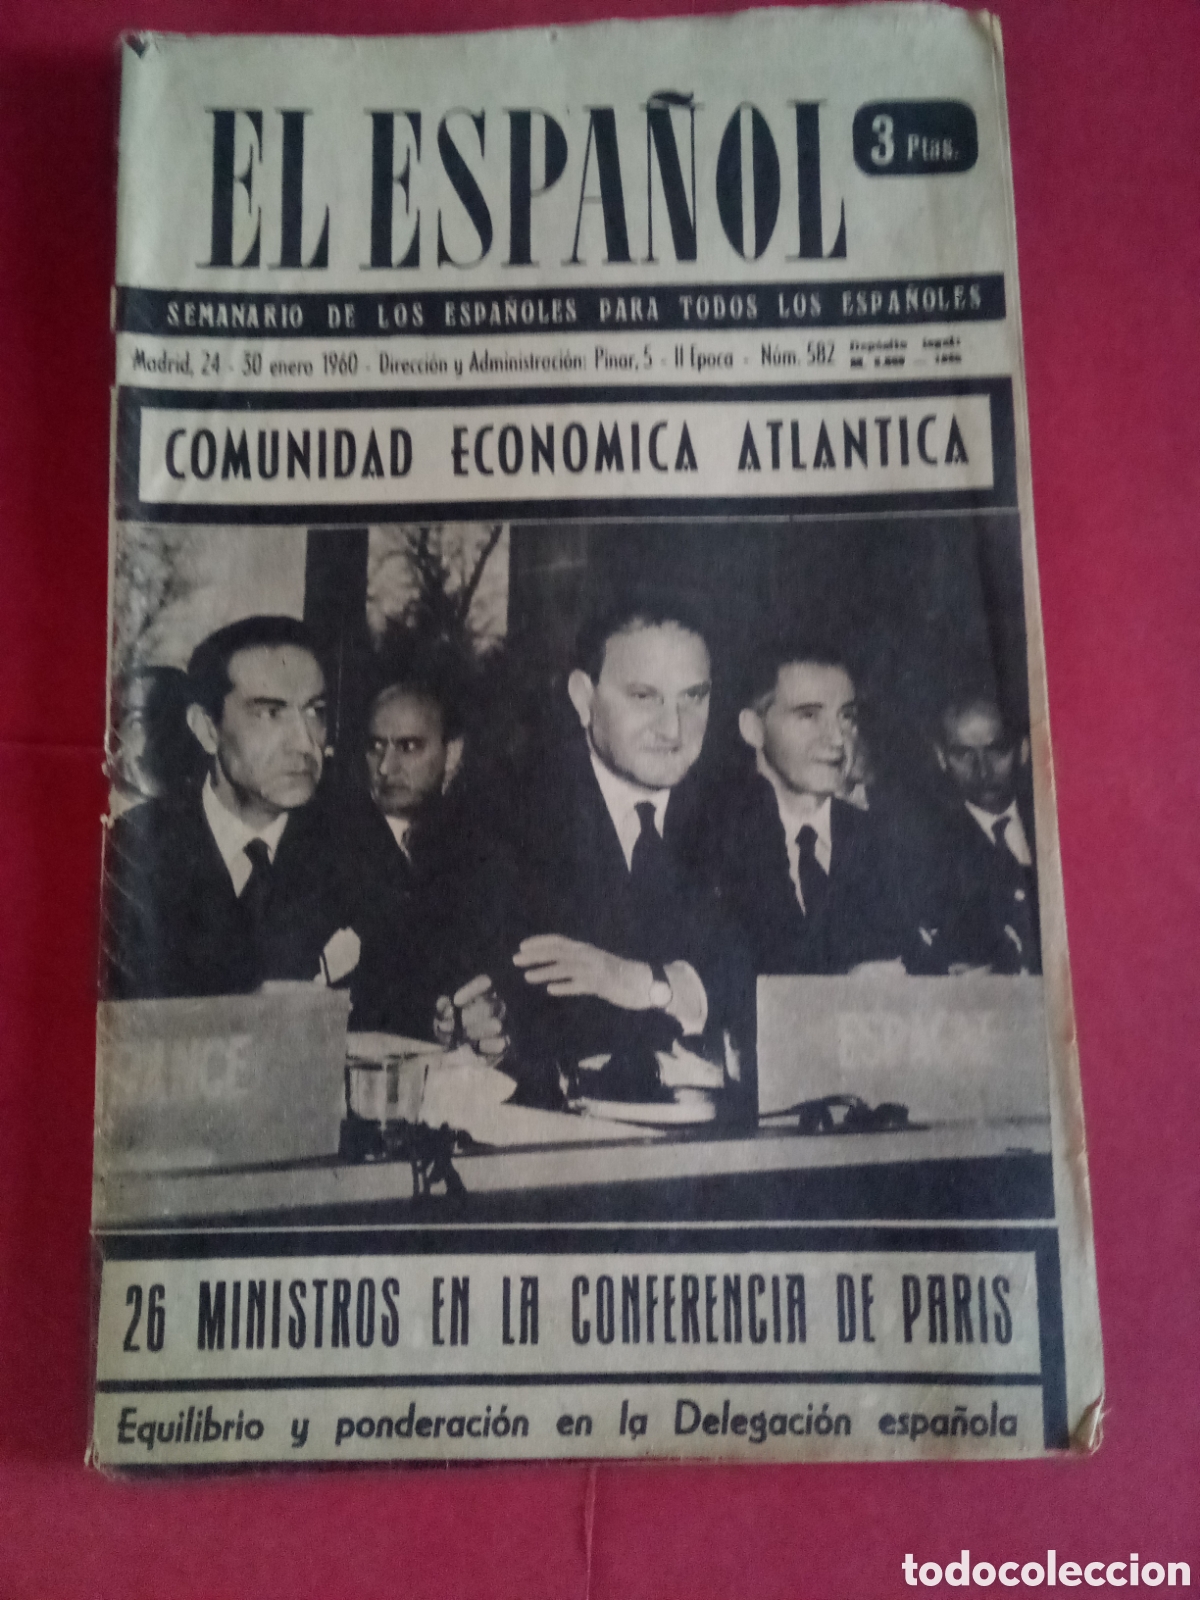 EL ESPAÑOL
3 Ptas.
SEMANARIO DE LOS ESPAÑOLES PARA TODOS LOS ESPAÑOLES
Madrid, 24 - 30 enero 1960 - Dirección y Administración: Pinar, 5 - II Epoca - Núm. 582 Depósito legal:
COMUNIDAD ECONOMICA ATLANTICA
26 MINISTROS EN LA CONFERENCIA DE PARIS
Equilibrio y ponderación en la Delegación española
todocoleccion